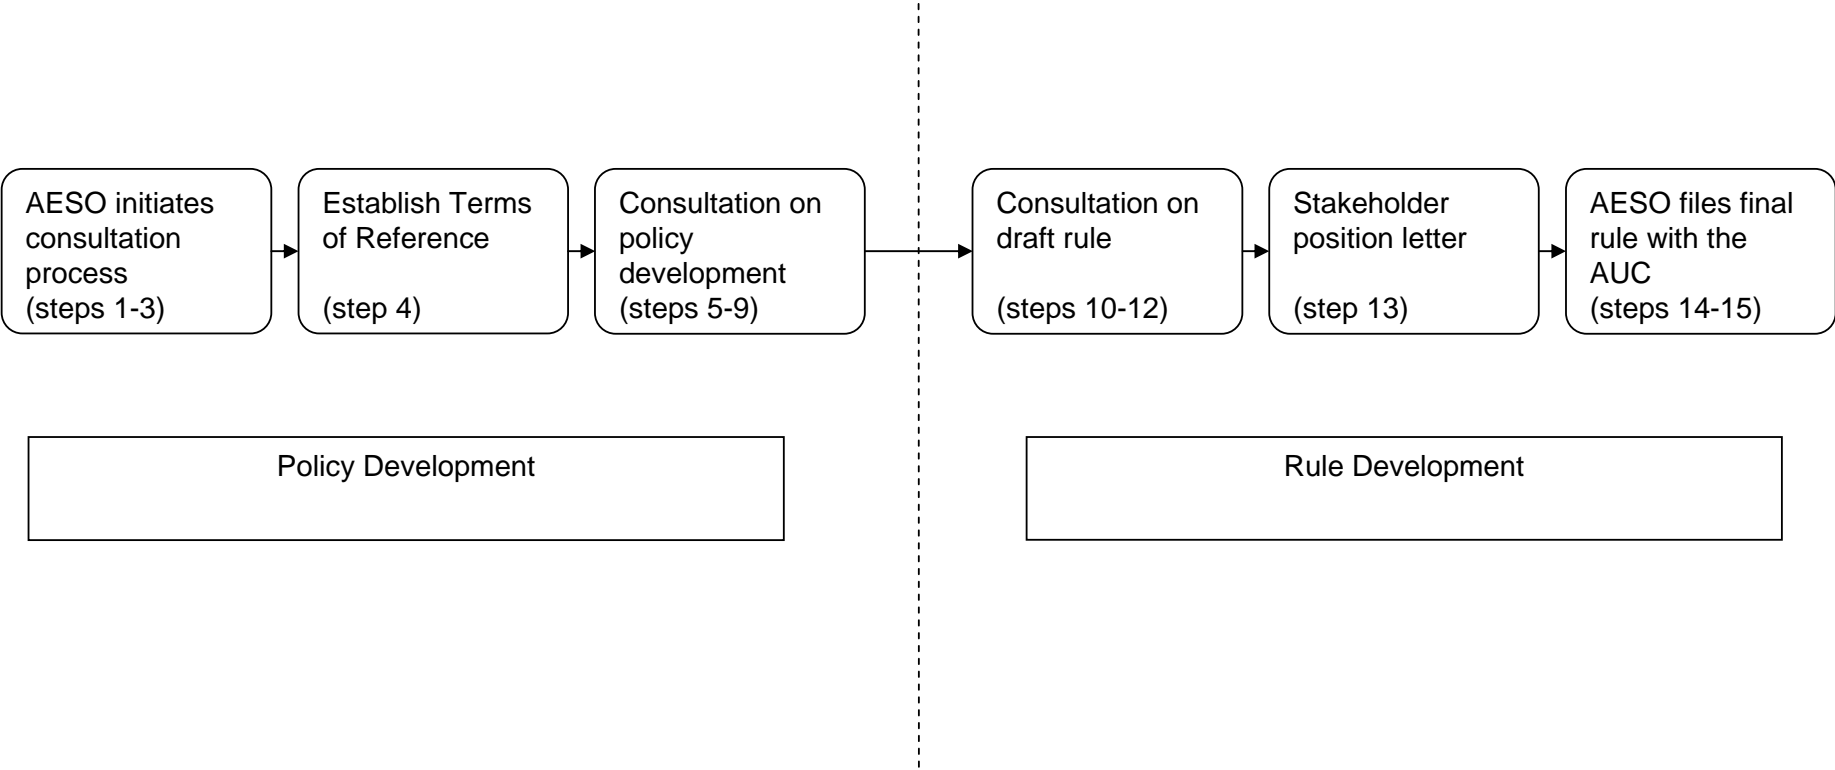 AESO initiates
consultation
process
(steps 1-3)
Establish Terms
of Reference
(step 4)
Consultation on
policy
development
(steps 5-9)
Consultation on
draft rule
(steps 10-12)
Stakeholder
position letter
(step 13)
AESO files final
rule with the
AUC
(steps 14-15)
Policy Development
Rule Development